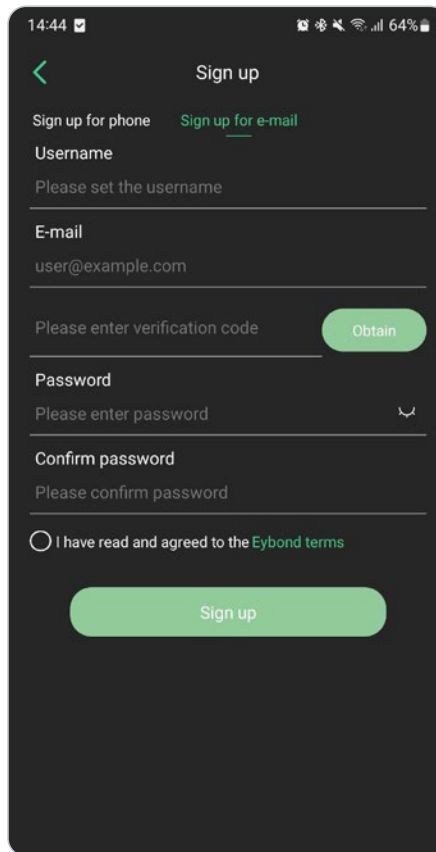 14:44 64%
Sign up
Sign up for phone Sign up for e-mail
Username
Please set the username
E-mail
user@example.com
Please enter verification code Obtain
Password
Please enter password
Confirm password
Please confirm password
I have read and agreed to the Eybond terms
Sign up